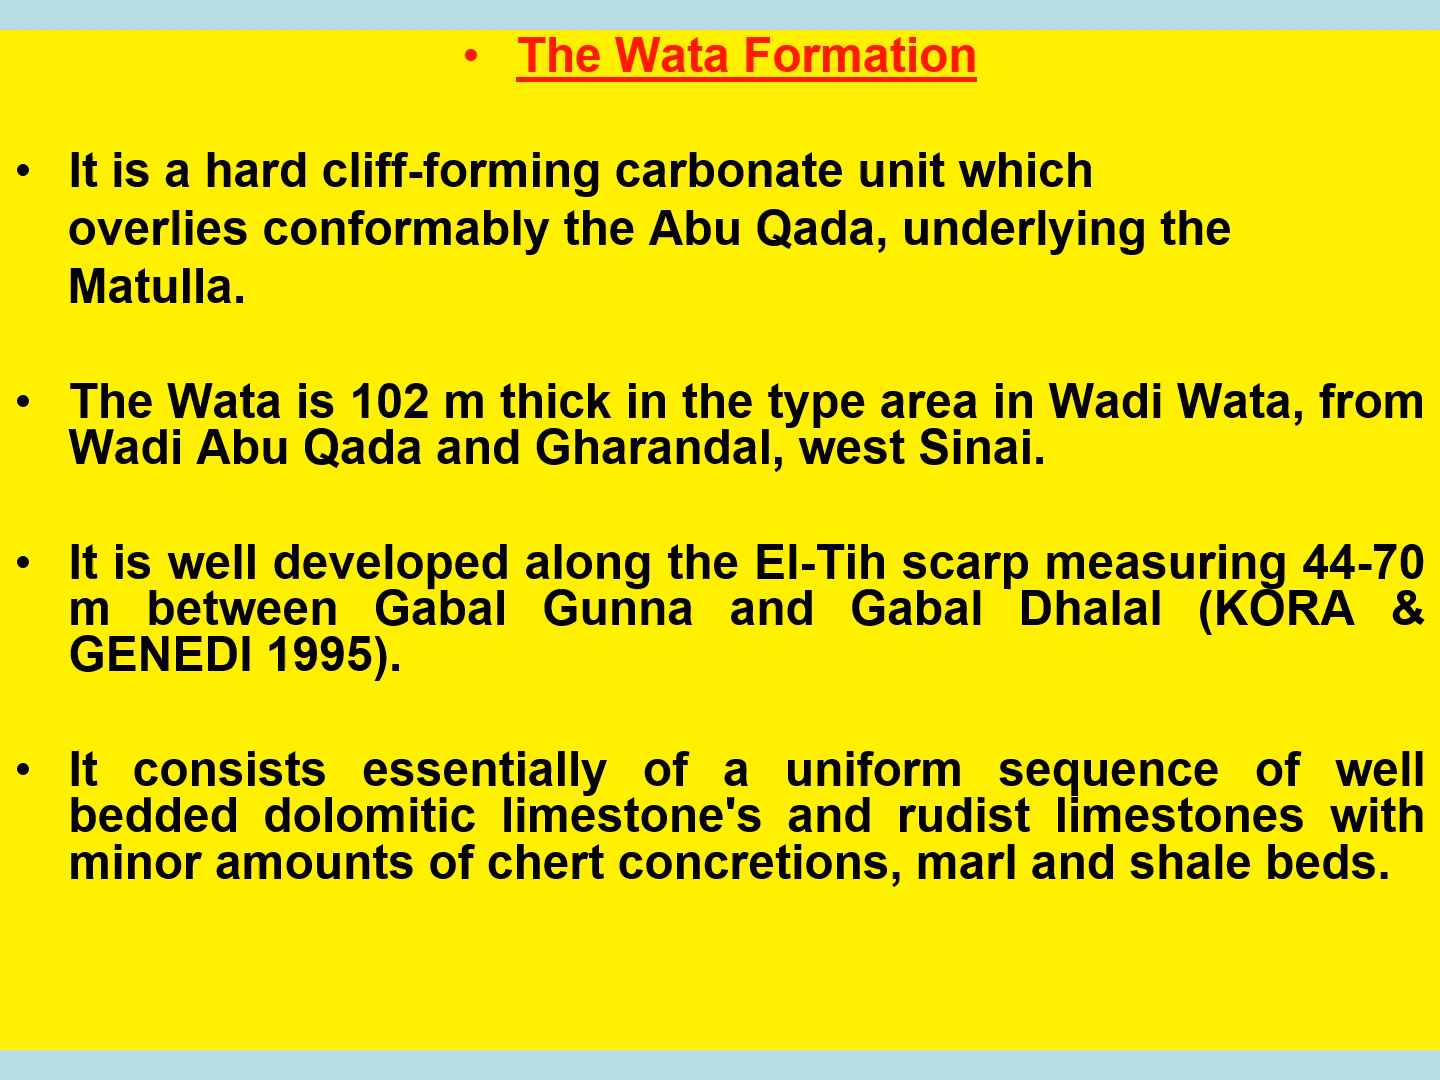 • The Wata Formation
• It is a hard cliff-forming carbonate unit which
overlies conformably the Abu Qada, underlying the
Matulla.
• The Wata is 102 m thick in the type area in Wadi Wata, from
Wadi Abu Qada and Gharandal, west Sinai.
• It is well developed along the El-Tih scarp measuring 44-70
m between Gabal Gunna and Gabal Dhalal (KORA &
GENEDI 1995).
• It consists essentially of a uniform sequence of well
bedded dolomitic limestone's and rudist limestones with
minor amounts of chert concretions, marl and shale beds.